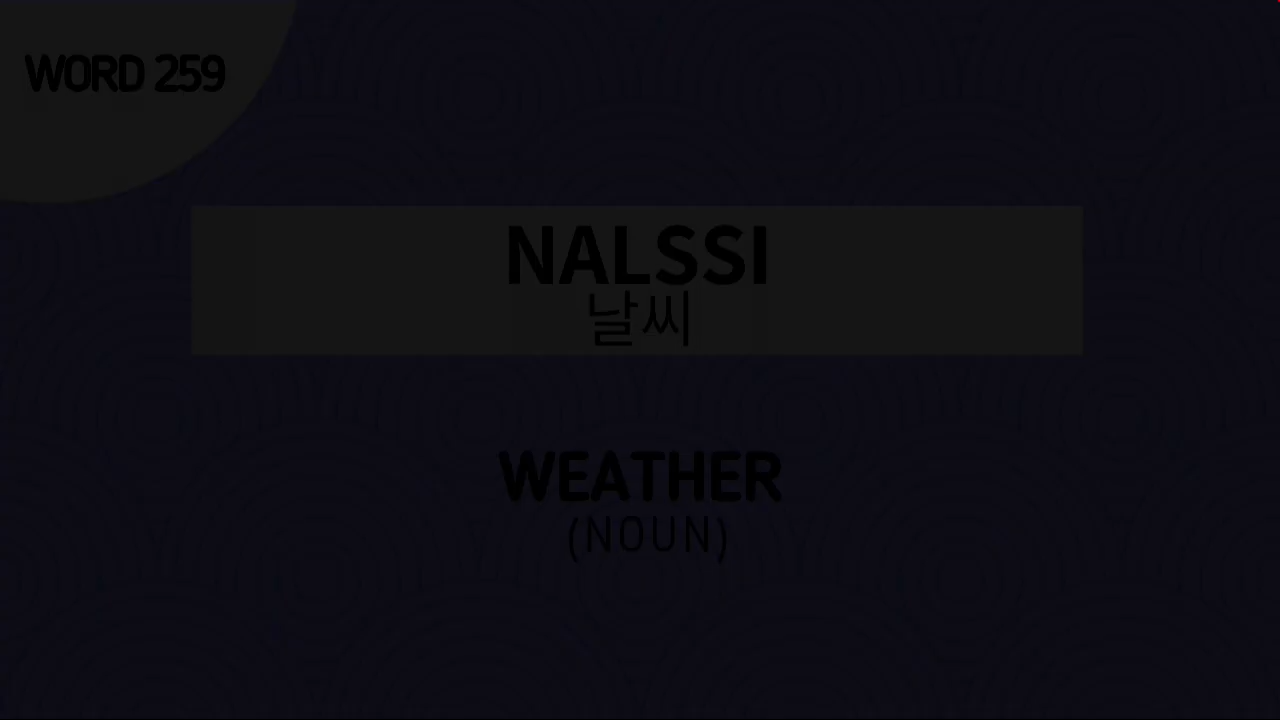 WORD 259
NALSSI
날씨
WEATHER
(NOUN)